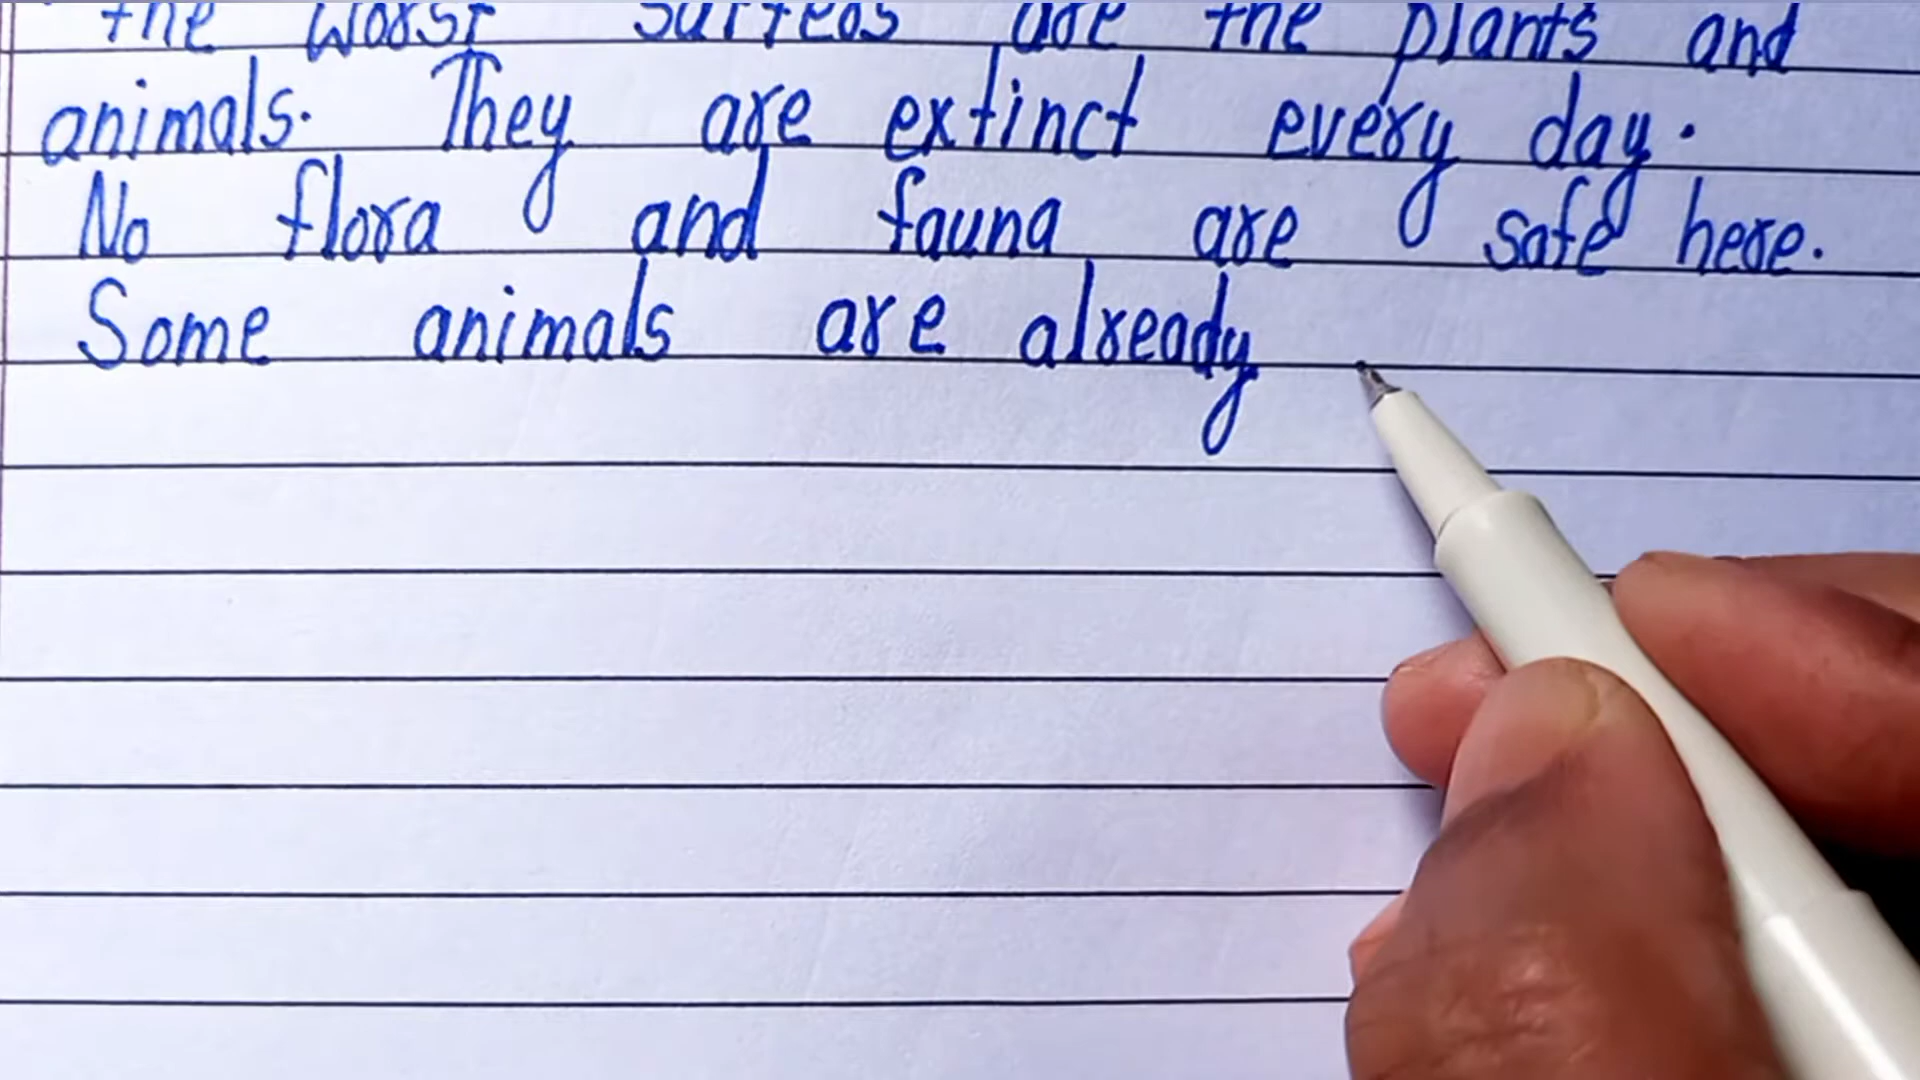 the worst surfers are the plants and
animals. They are extinct every day.
No flora and fauna are safe here.
Some animals are already